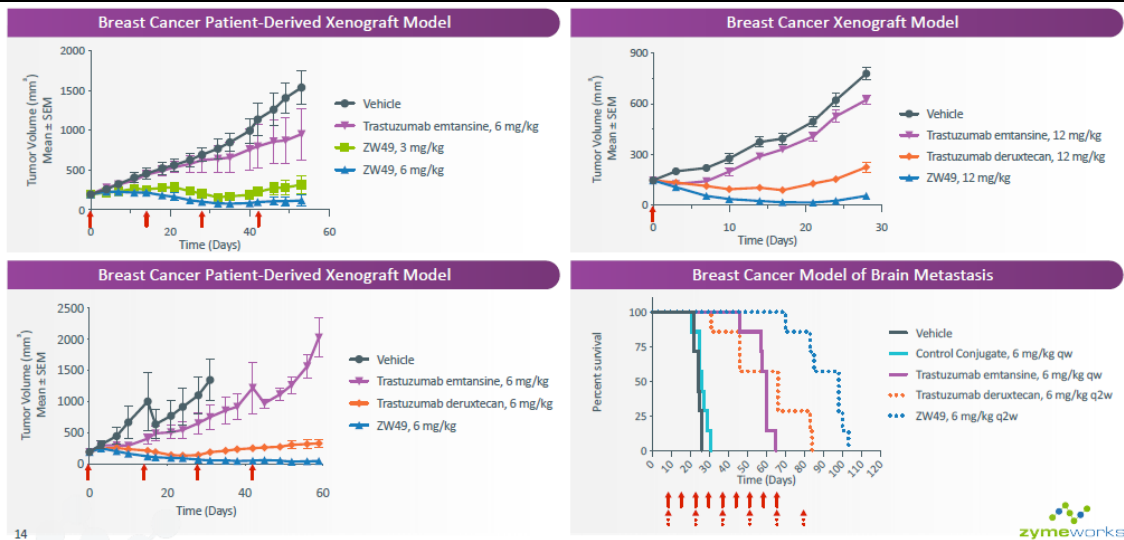 Breast Cancer Patient-Derived Xenograft Model
Tumor Volume (mm³)
Mean ± SEM
2000
1500
1000
500
0
0
20
40
60
Time (Days)
Vehicle
Trastuzumab emtansine, 6 mg/kg
ZW49, 3 mg/kg
ZW49, 6 mg/kg
Breast Cancer Xenograft Model
Tumor Volume (mm³)
Mean ± SEM
900
600
300
0
0
10
20
30
Time (Days)
Vehicle
Trastuzumab emtansine, 12 mg/kg
Trastuzumab deruxtecan, 12 mg/kg
ZW49, 12 mg/kg
Breast Cancer Patient-Derived Xenograft Model
Tumor Volume (mm³)
Mean ± SEM
2500
2000
1500
1000
500
0
0
20
40
60
Time (Days)
Vehicle
Trastuzumab emtansine, 6 mg/kg
Trastuzumab deruxtecan, 6 mg/kg
ZW49, 6 mg/kg
Breast Cancer Model of Brain Metastasis
Percent survival
100
75
50
25
0
0
10
20
30
40
50
60
70
80
90
100
110
120
Time (Days)
Vehicle
Control Conjugate, 6 mg/kg qw
Trastuzumab emtansine, 6 mg/kg qw
Trastuzumab deruxtecan, 6 mg/kg q2w
ZW49, 6 mg/kg q2w
14
zymeworks